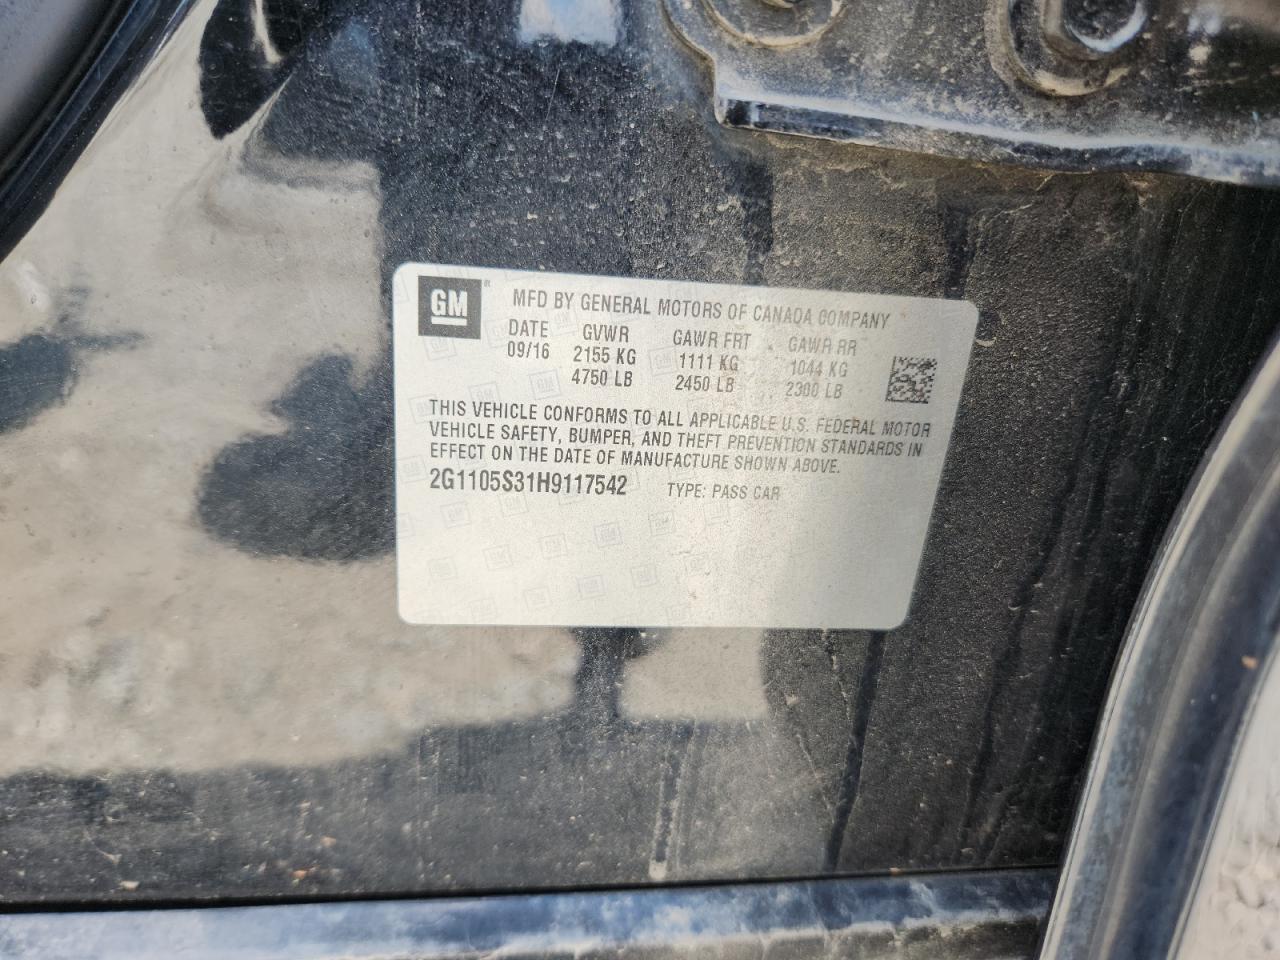 GM ®
MFD BY GENERAL MOTORS OF CANADA COMPANY
DATE GVWR GAWR FRT GAWR RR
09/16 2155 KG 1111 KG 1044 KG
4750 LB 2450 LB 2300 LB
THIS VEHICLE CONFORMS TO ALL APPLICABLE U.S. FEDERAL MOTOR
VEHICLE SAFETY, BUMPER, AND THEFT PREVENTION STANDARDS IN
EFFECT ON THE DATE OF MANUFACTURE SHOWN ABOVE.
2G1105S31H9117542 TYPE: PASS CAR